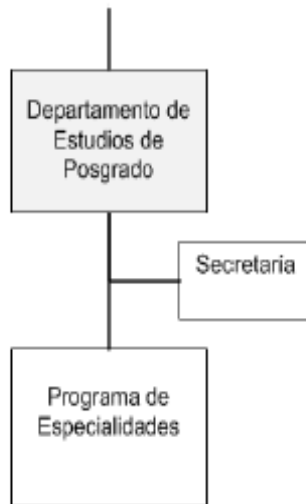 Departamento de
Estudios de
Posgrado
Secretaria
Programa de
Especialidades